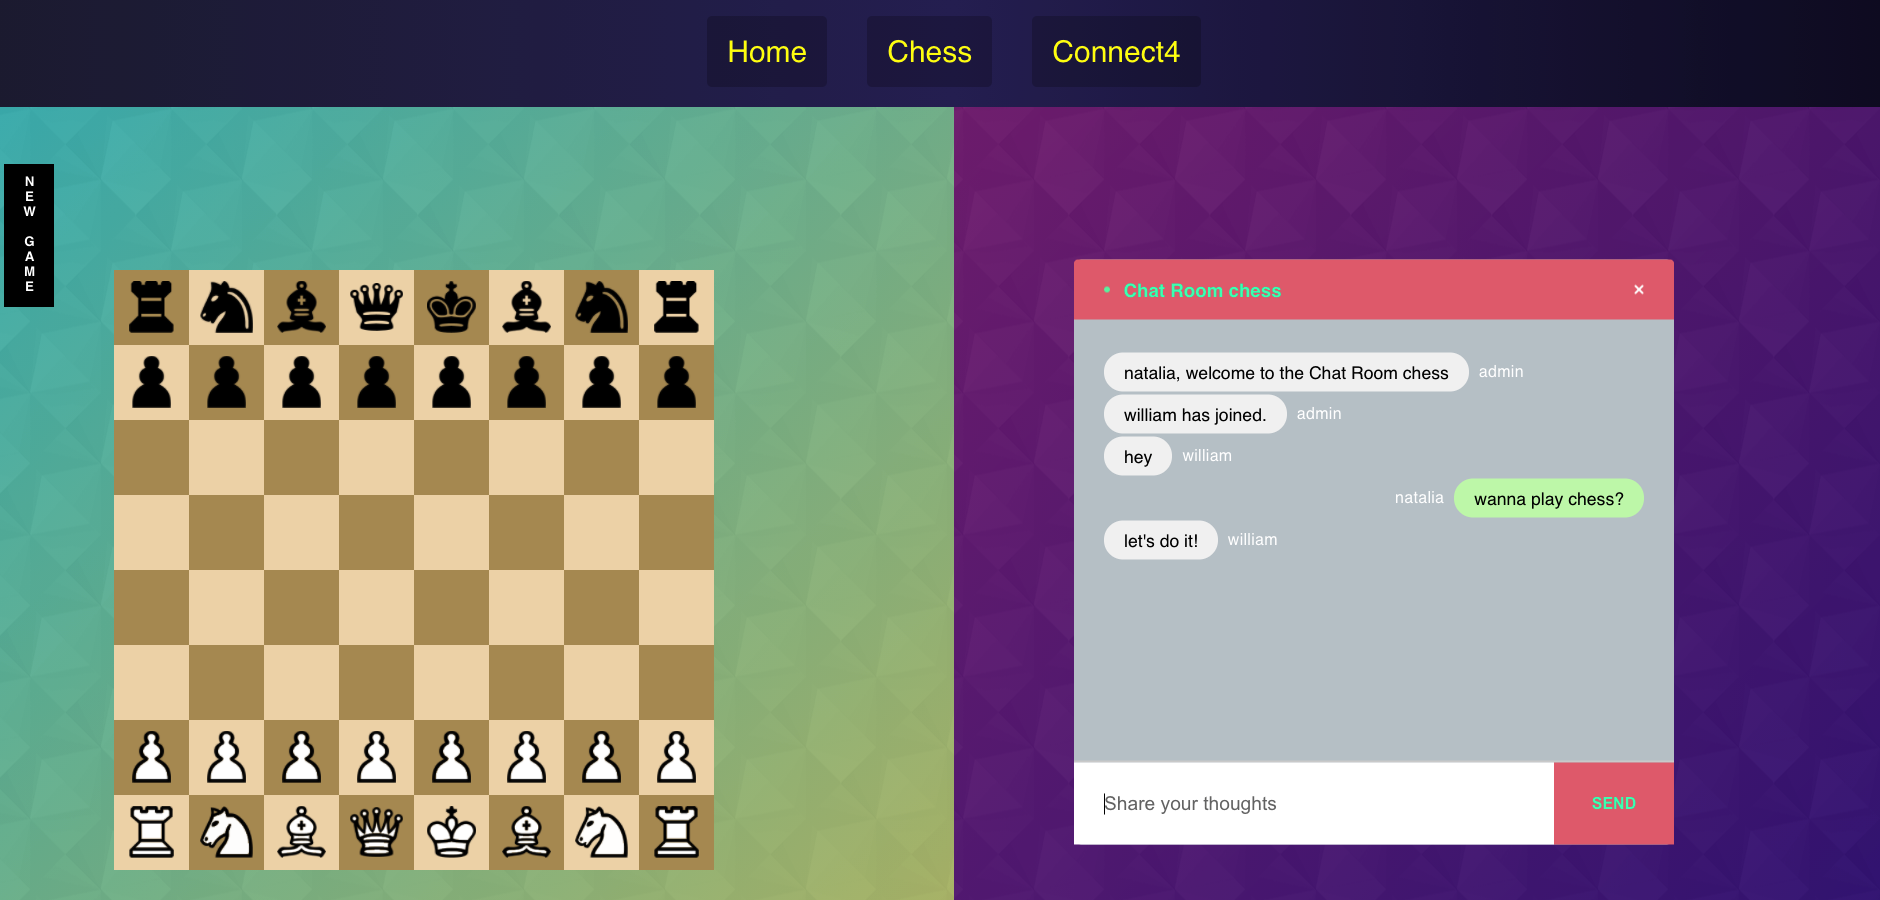 Home
Chess
Connect4
NEW GAME
• Chat Room chess ×
natalia, welcome to the Chat Room chess admin
william has joined. admin
hey william
natalia wanna play chess?
let's do it! william
Share your thoughts
SEND